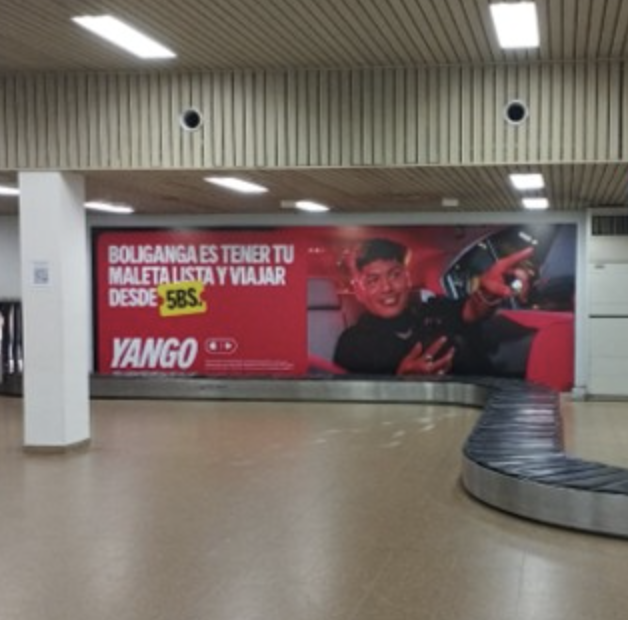 BOLIGANGA ES TENER TU
MALETA LISTA Y VIAJAR
DESDE 5BS.
YANGO